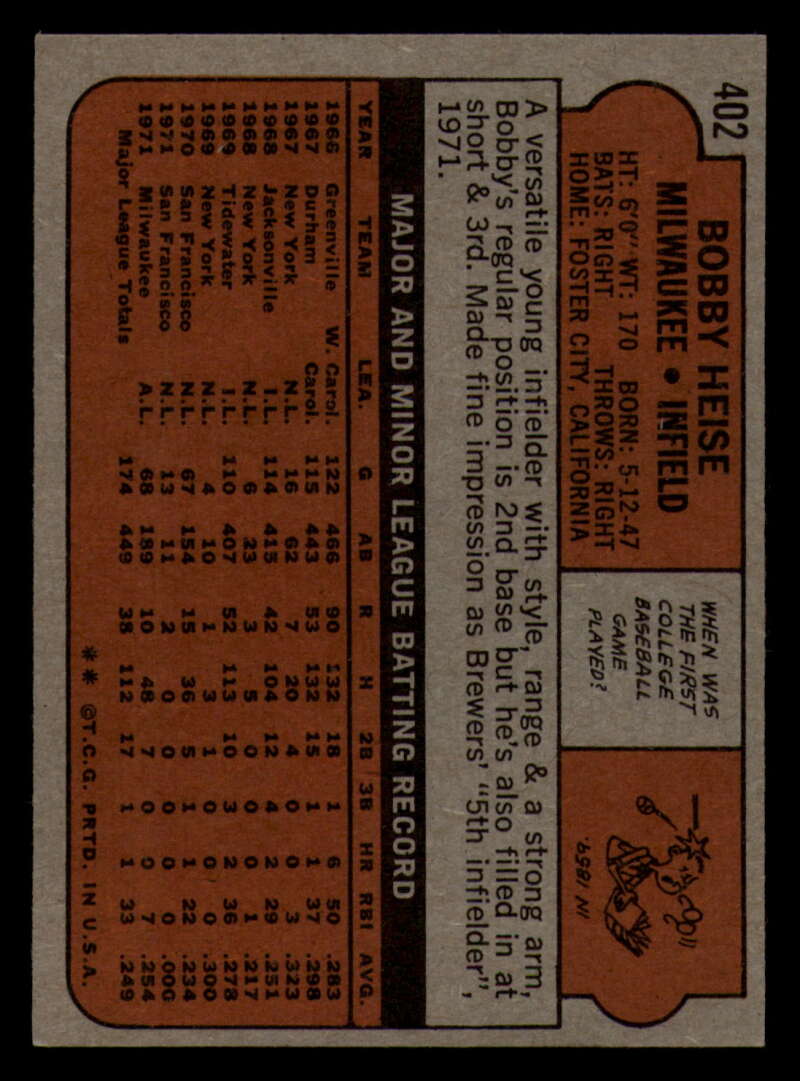 402
BOBBY HEISE
MILWAUKEE • INFIELD
HT: 6'0" WT: 170 BORN: 5-12-47
BATS: RIGHT THROWS: RIGHT
HOME: FOSTER CITY, CALIFORNIA
WHEN WAS
THE FIRST
COLLEGE
BASEBALL
GAME
PLAYED?
IN 1859.
A versatile young infielder with style, range & a strong arm,
Bobby's regular position is 2nd base but he's also filled in at
short & 3rd. Made fine impression as Brewers' "5th infielder",
1971.
MAJOR AND MINOR LEAGUE BATTING RECORD
YEAR TEAM LEA. G AB R H 2B 3B HR RBI AVG.
1966 Greenville W. Carol. 122 466 90 132 18 1 6 50 .283
1967 Durham Carol. 115 443 53 132 15 1 1 37 .298
1967 New York N.L. 16 62 7 20 4 0 0 3 .323
1968 Jacksonville I.L. 114 415 42 104 12 4 2 29 .251
1968 New York N.L. 6 23 3 5 0 0 0 1 .217
1969 Tidewater I.L. 110 407 52 113 10 3 2 36 .278
1969 New York N.L. 4 10 1 3 1 0 0 0 .300
1970 San Francisco N.L. 67 154 15 36 5 1 1 22 .234
1971 San Francisco N.L. 13 11 2 0 0 0 0 0 .000
1971 Milwaukee A.L. 68 189 10 48 7 0 0 7 .254
Major League Totals 174 449 38 112 17 1 1 33 .249
** ©T.C.G. PRTD. IN U.S.A.